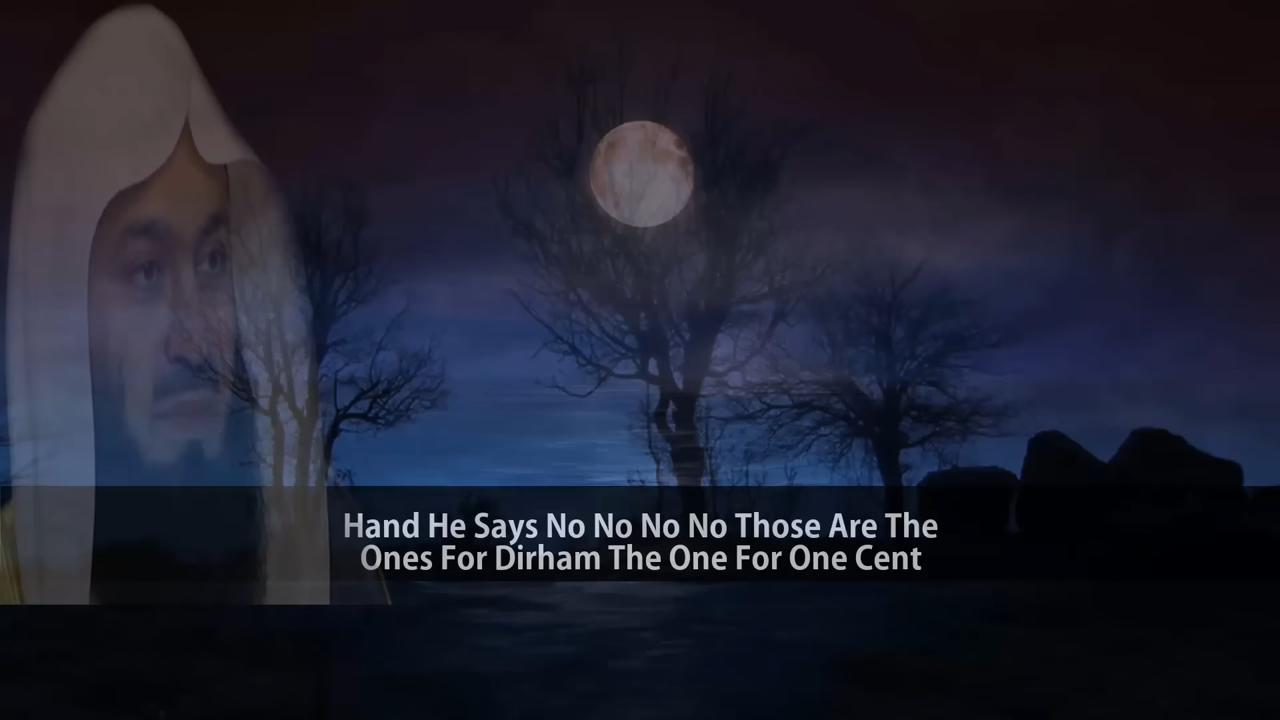 Hand He Says No No No No Those Are The
Ones For Dirham The One For One Cent